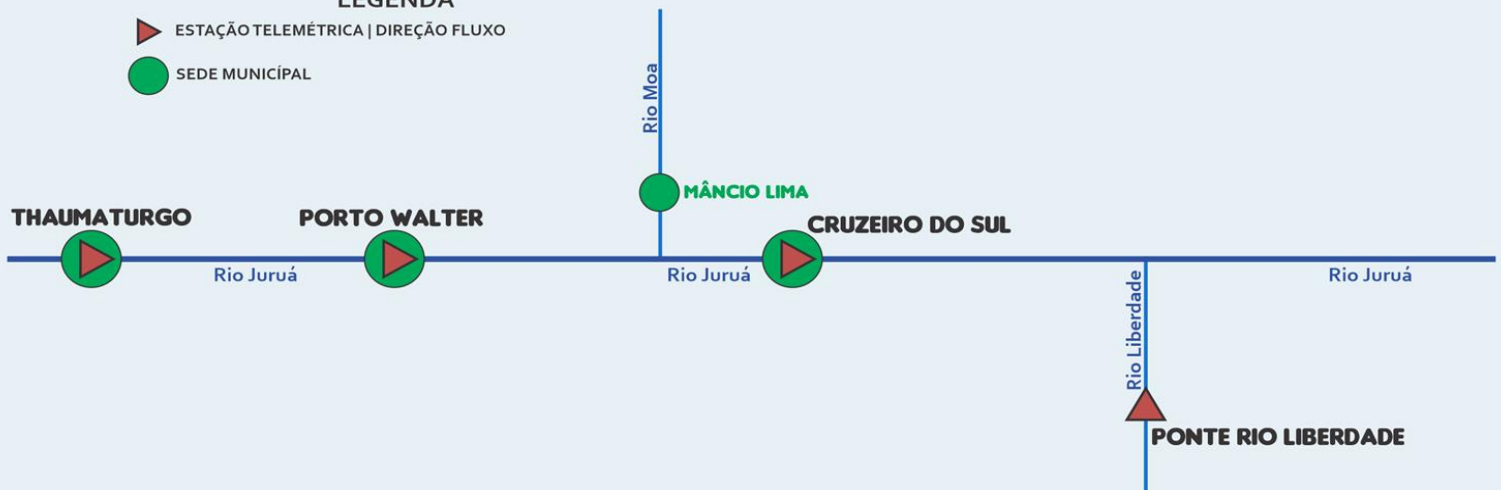 LEGENDA
ESTAÇÃO TELEMÉTRICA | DIREÇÃO FLUXO
SEDE MUNICÍPAL
Rio Moa
MÂNCIO LIMA
THAUMATURGO
PORTO WALTER
CRUZEIRO DO SUL
Rio Juruá
Rio Juruá
Rio Juruá
Rio Liberdade
PONTE RIO LIBERDADE